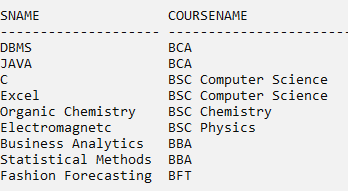 SNAME COURSENAME
-------------------- -----------------------
DBMS BCA
JAVA BCA
C BSC Computer Science
Excel BSC Computer Science
Organic Chemistry BSC Chemistry
Electromagnetc BSC Physics
Business Analytics BBA
Statistical Methods BBA
Fashion Forecasting BFT